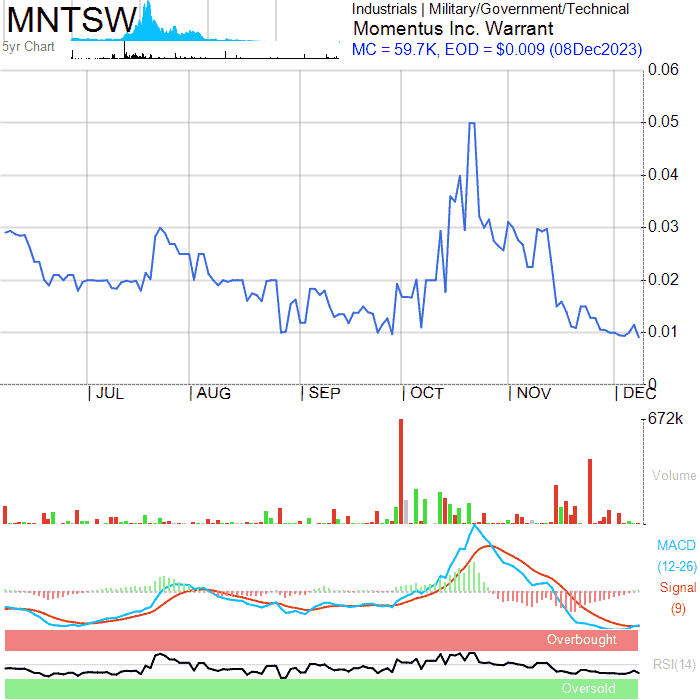 MNTSW
5yr Chart
Industrials | Military/Government/Technical
Momentus Inc. Warrant
MC = 59.7K, EOD = $0.009 (08Dec2023)
0.06
0.05
0.04
0.03
0.02
0.01
0
JUL AUG SEP OCT NOV DEC
672k
Volume
MACD
(12-26)
Signal
(9)
Overbought
RSI(14)
Oversold